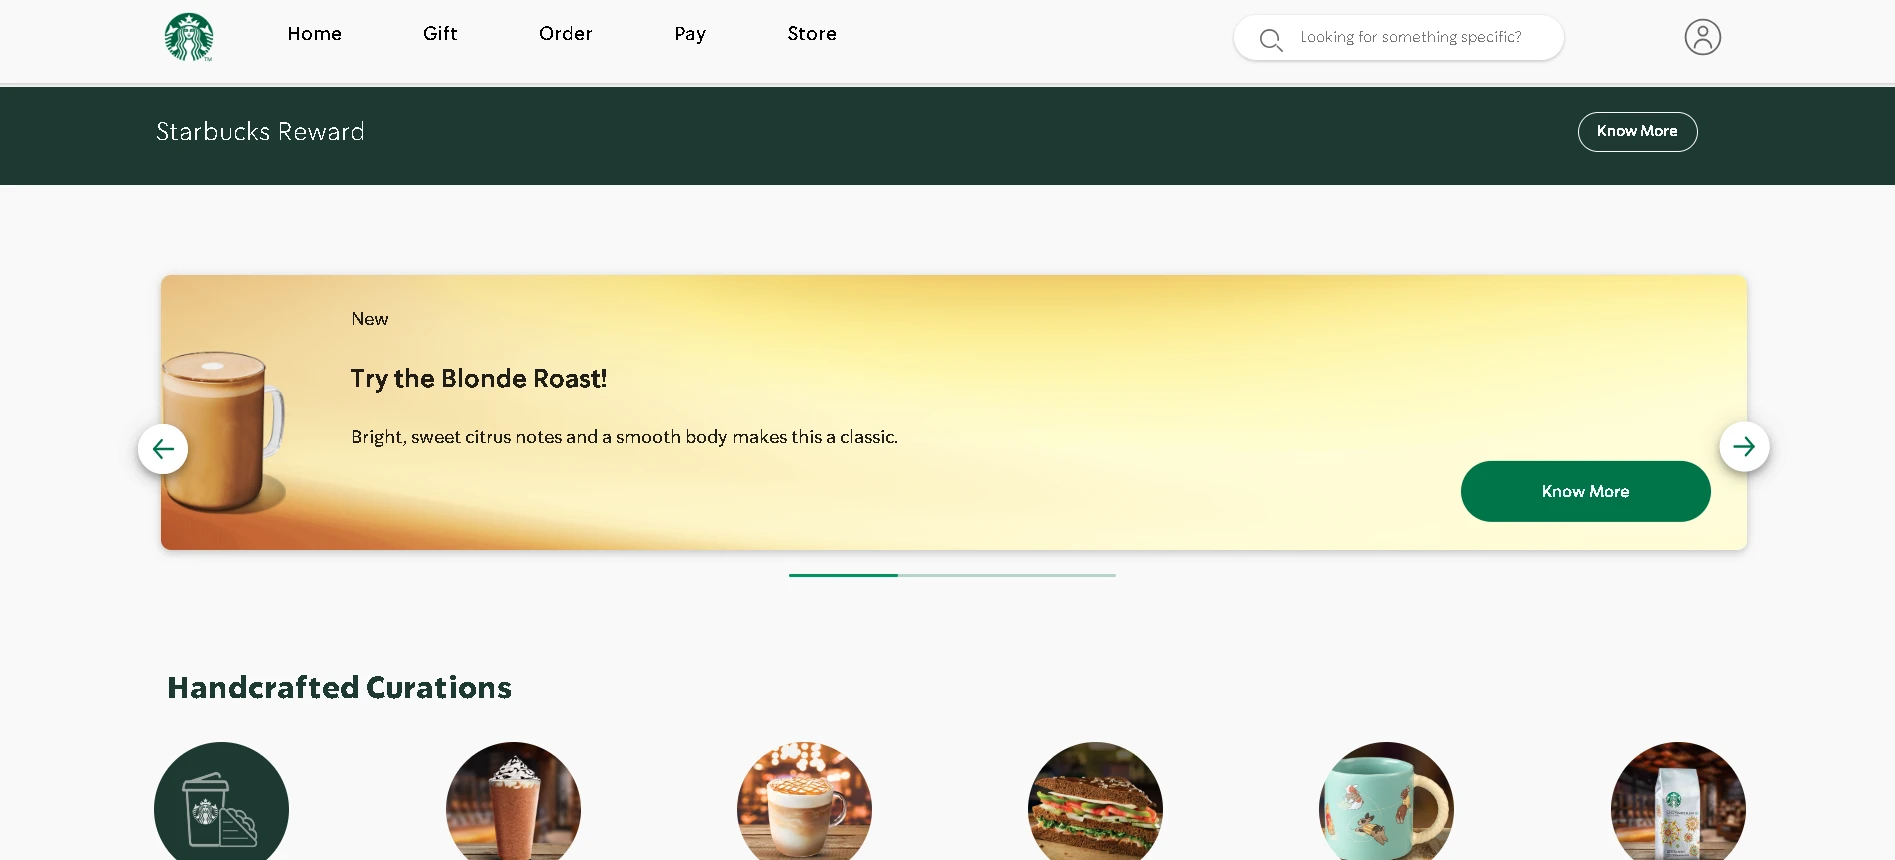 Home Gift Order Pay Store Looking for something specific?
TM
Starbucks Reward Know More
New
Try the Blonde Roast!
Bright, sweet citrus notes and a smooth body makes this a classic.
Know More
Handcrafted Curations